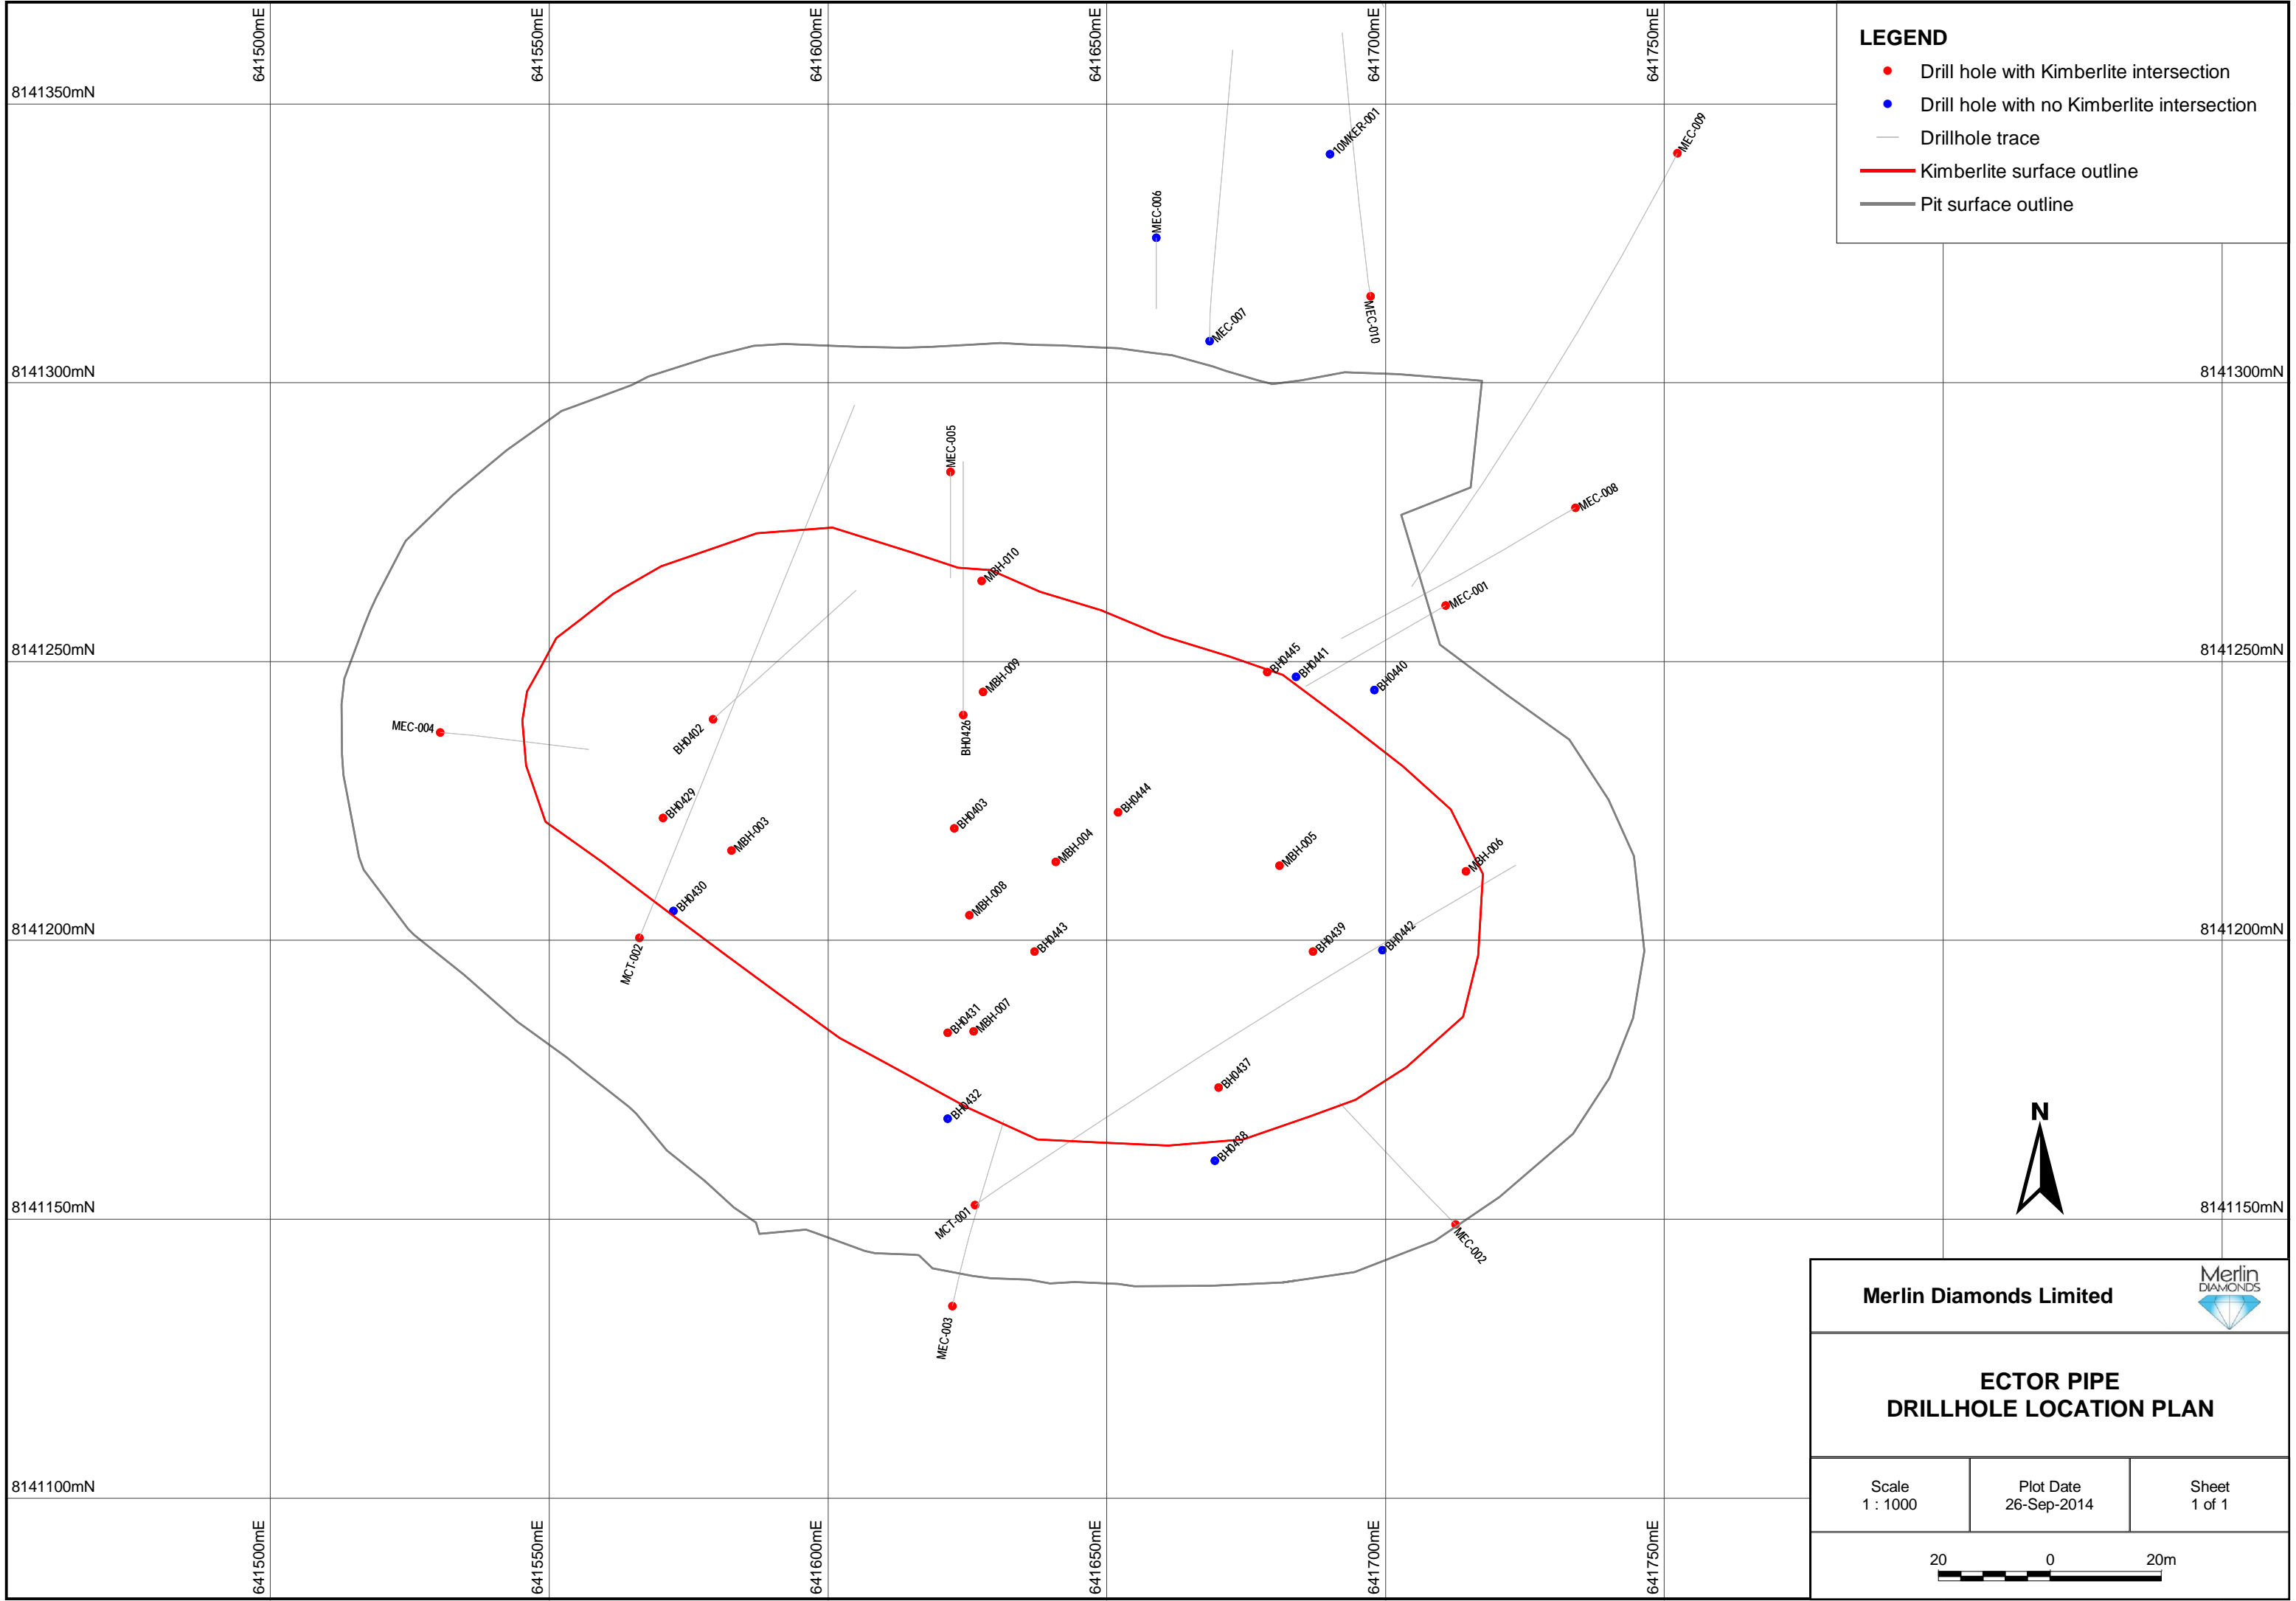 641500mE
641550mE
641600mE
641650mE
641700mE
641750mE
LEGEND
Drill hole with Kimberlite intersection
Drill hole with no Kimberlite intersection
Drillhole trace
Kimberlite surface outline
Pit surface outline
8141350mN
10MKER-001
MEC-009
MEC-006
MEC-007
MEC-010
8141300mN
8141300mN
MEC-005
MEC-008
MBH-010
MEC-001
8141250mN
8141250mN
BH0445
BH0441
BH0440
MBH-009
MEC-004
BH0402
BH0426
BH0429
MBH-003
BH0403
BH0444
MBH-004
MBH-005
MBH-006
BH0430
MBH-008
8141200mN
8141200mN
MCT-002
BH0443
BH0439
BH0442
BH0431
MBH-007
BH0437
BH0432
BH0438
N
8141150mN
8141150mN
MCT-001
MEC-002
MEC-003
Merlin Diamonds Limited
Merlin
DIAMONDS
ECTOR PIPE
DRILLHOLE LOCATION PLAN
8141100mN
Scale
1 : 1000
Plot Date
26-Sep-2014
Sheet
1 of 1
20 0 20m
641500mE
641550mE
641600mE
641650mE
641700mE
641750mE